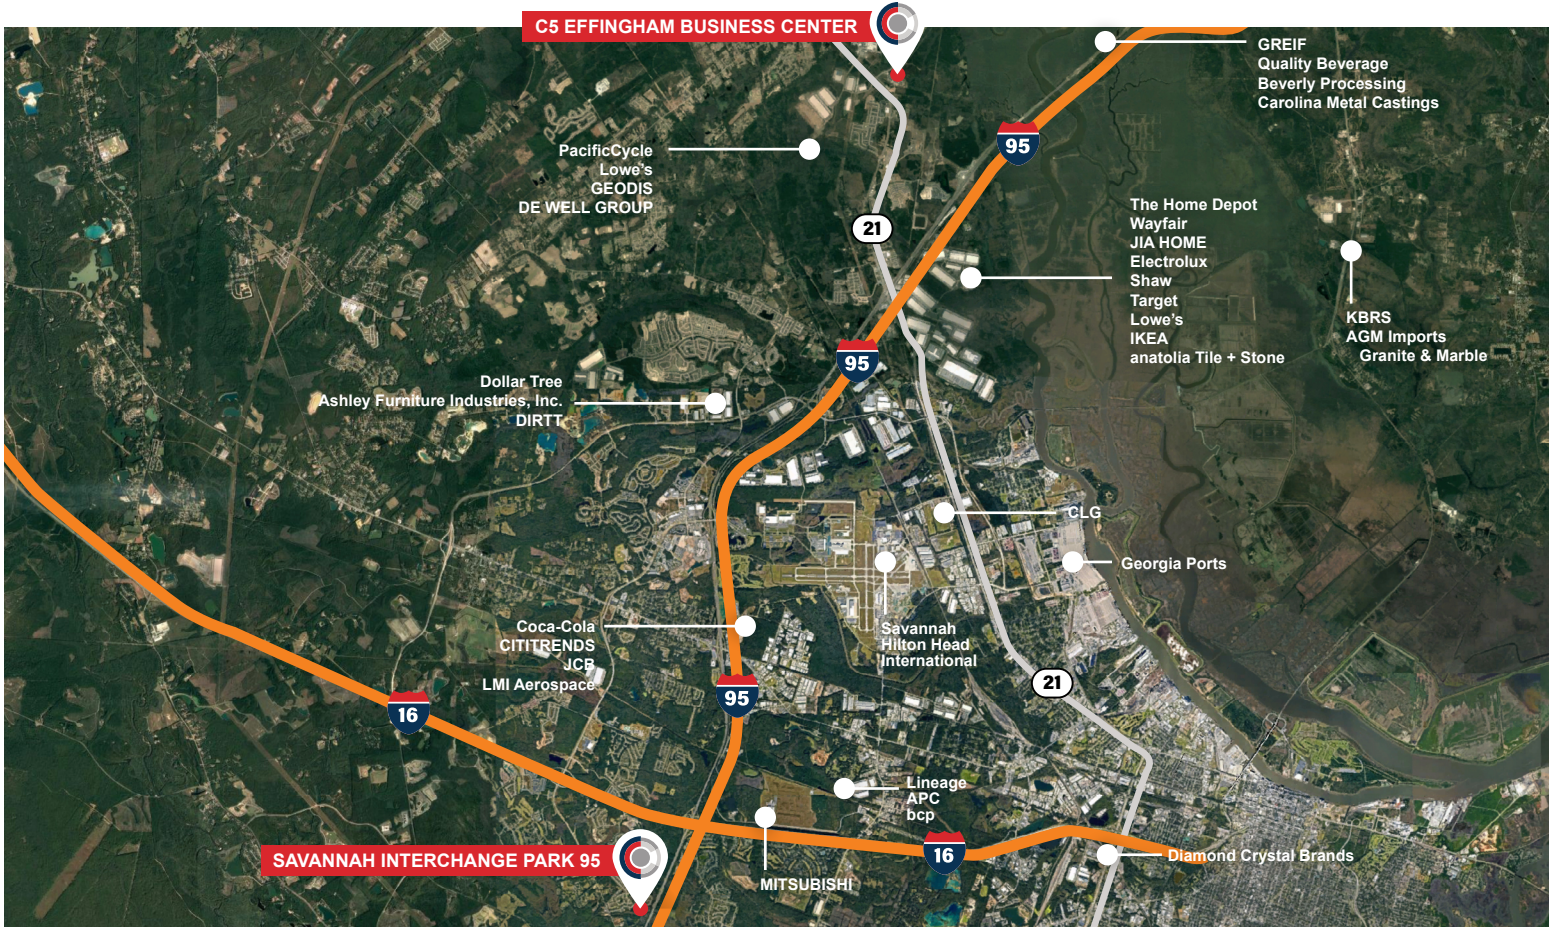 C5 EFFINGHAM BUSINESS CENTER
GREIF
Quality Beverage
Beverly Processing
Carolina Metal Castings
95
PacificCycle
Lowe's
GEODIS
DE WELL GROUP
21
The Home Depot
Wayfair
JIA HOME
Electrolux
Shaw
Target
Lowe's
IKEA
anatolia Tile + Stone
KBRS
AGM Imports
Granite & Marble
95
Dollar Tree
Ashley Furniture Industries, Inc.
DIRTT
CLG
Georgia Ports
Coca-Cola
CITITRENDS
JCB
LMI Aerospace
Savannah
Hilton Head
International
95
21
16
Lineage
APC
bcp
SAVANNAH INTERCHANGE PARK 95
MITSUBISHI
16
Diamond Crystal Brands